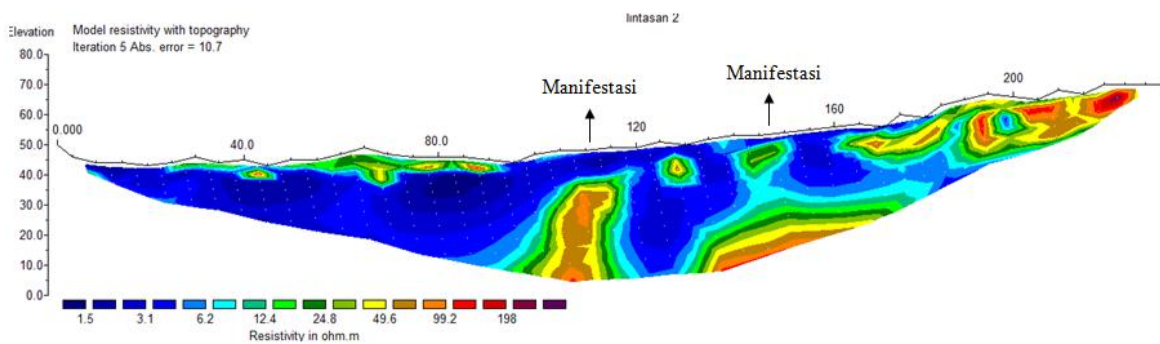 lintasan 2
Elevation
Model resistivity with topography
Iteration 5 Abs. error = 10.7
80.0
70.0
60.0
50.0
40.0
30.0
20.0
10.0
0.0
Manifestasi
Manifestasi
0.000
40.0
80.0
120
160
200
1.5 3.1 6.2 12.4 24.8 49.6 99.2 198
Resistivity in ohm.m